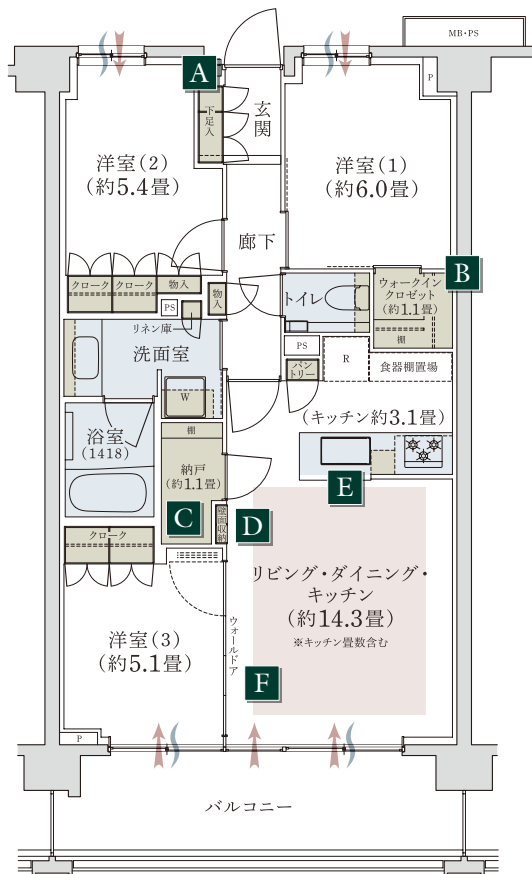 MB・PS
A
下足入
玄関
P
洋室(2)
(約5.4畳)
洋室(1)
(約6.0畳)
廊下
B
クローク
クローク
物入
物入
PS
トイレ
ウォークイン
クロゼット
(約1.1畳)
棚
リネン庫
洗面室
PS
パン
トリー
R
食器棚置場
W
(キッチン約3.1畳)
浴室
(1418)
棚
納戸
(約1.1畳)
C
壁面収納
D
E
クローク
リビング・ダイニング・
キッチン
(約14.3畳)
※キッチン畳数含む
洋室(3)
(約5.1畳)
ウォールドア
F
P
バルコニー